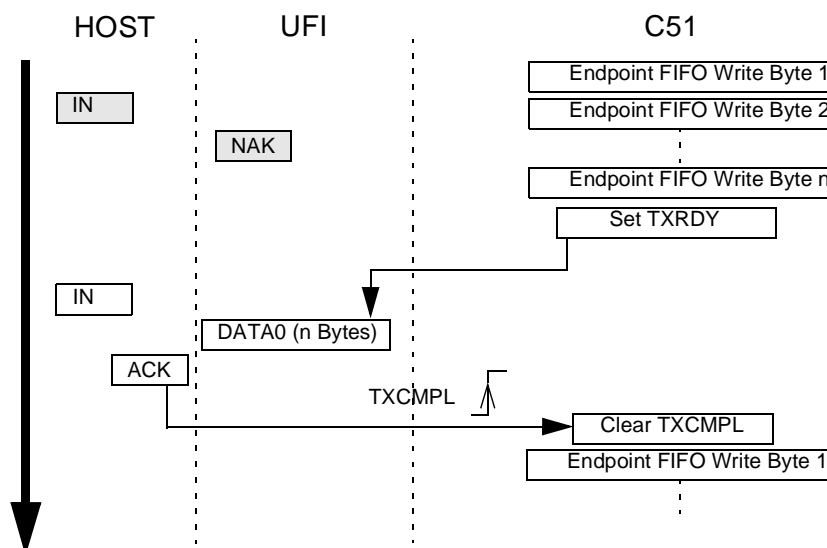 HOST UFI C51
Endpoint FIFO Write Byte 1
IN
Endpoint FIFO Write Byte 2
NAK
Endpoint FIFO Write Byte n
Set TXRDY
IN
DATA0 (n Bytes)
ACK
TXCMPL
Clear TXCMPL
Endpoint FIFO Write Byte 1